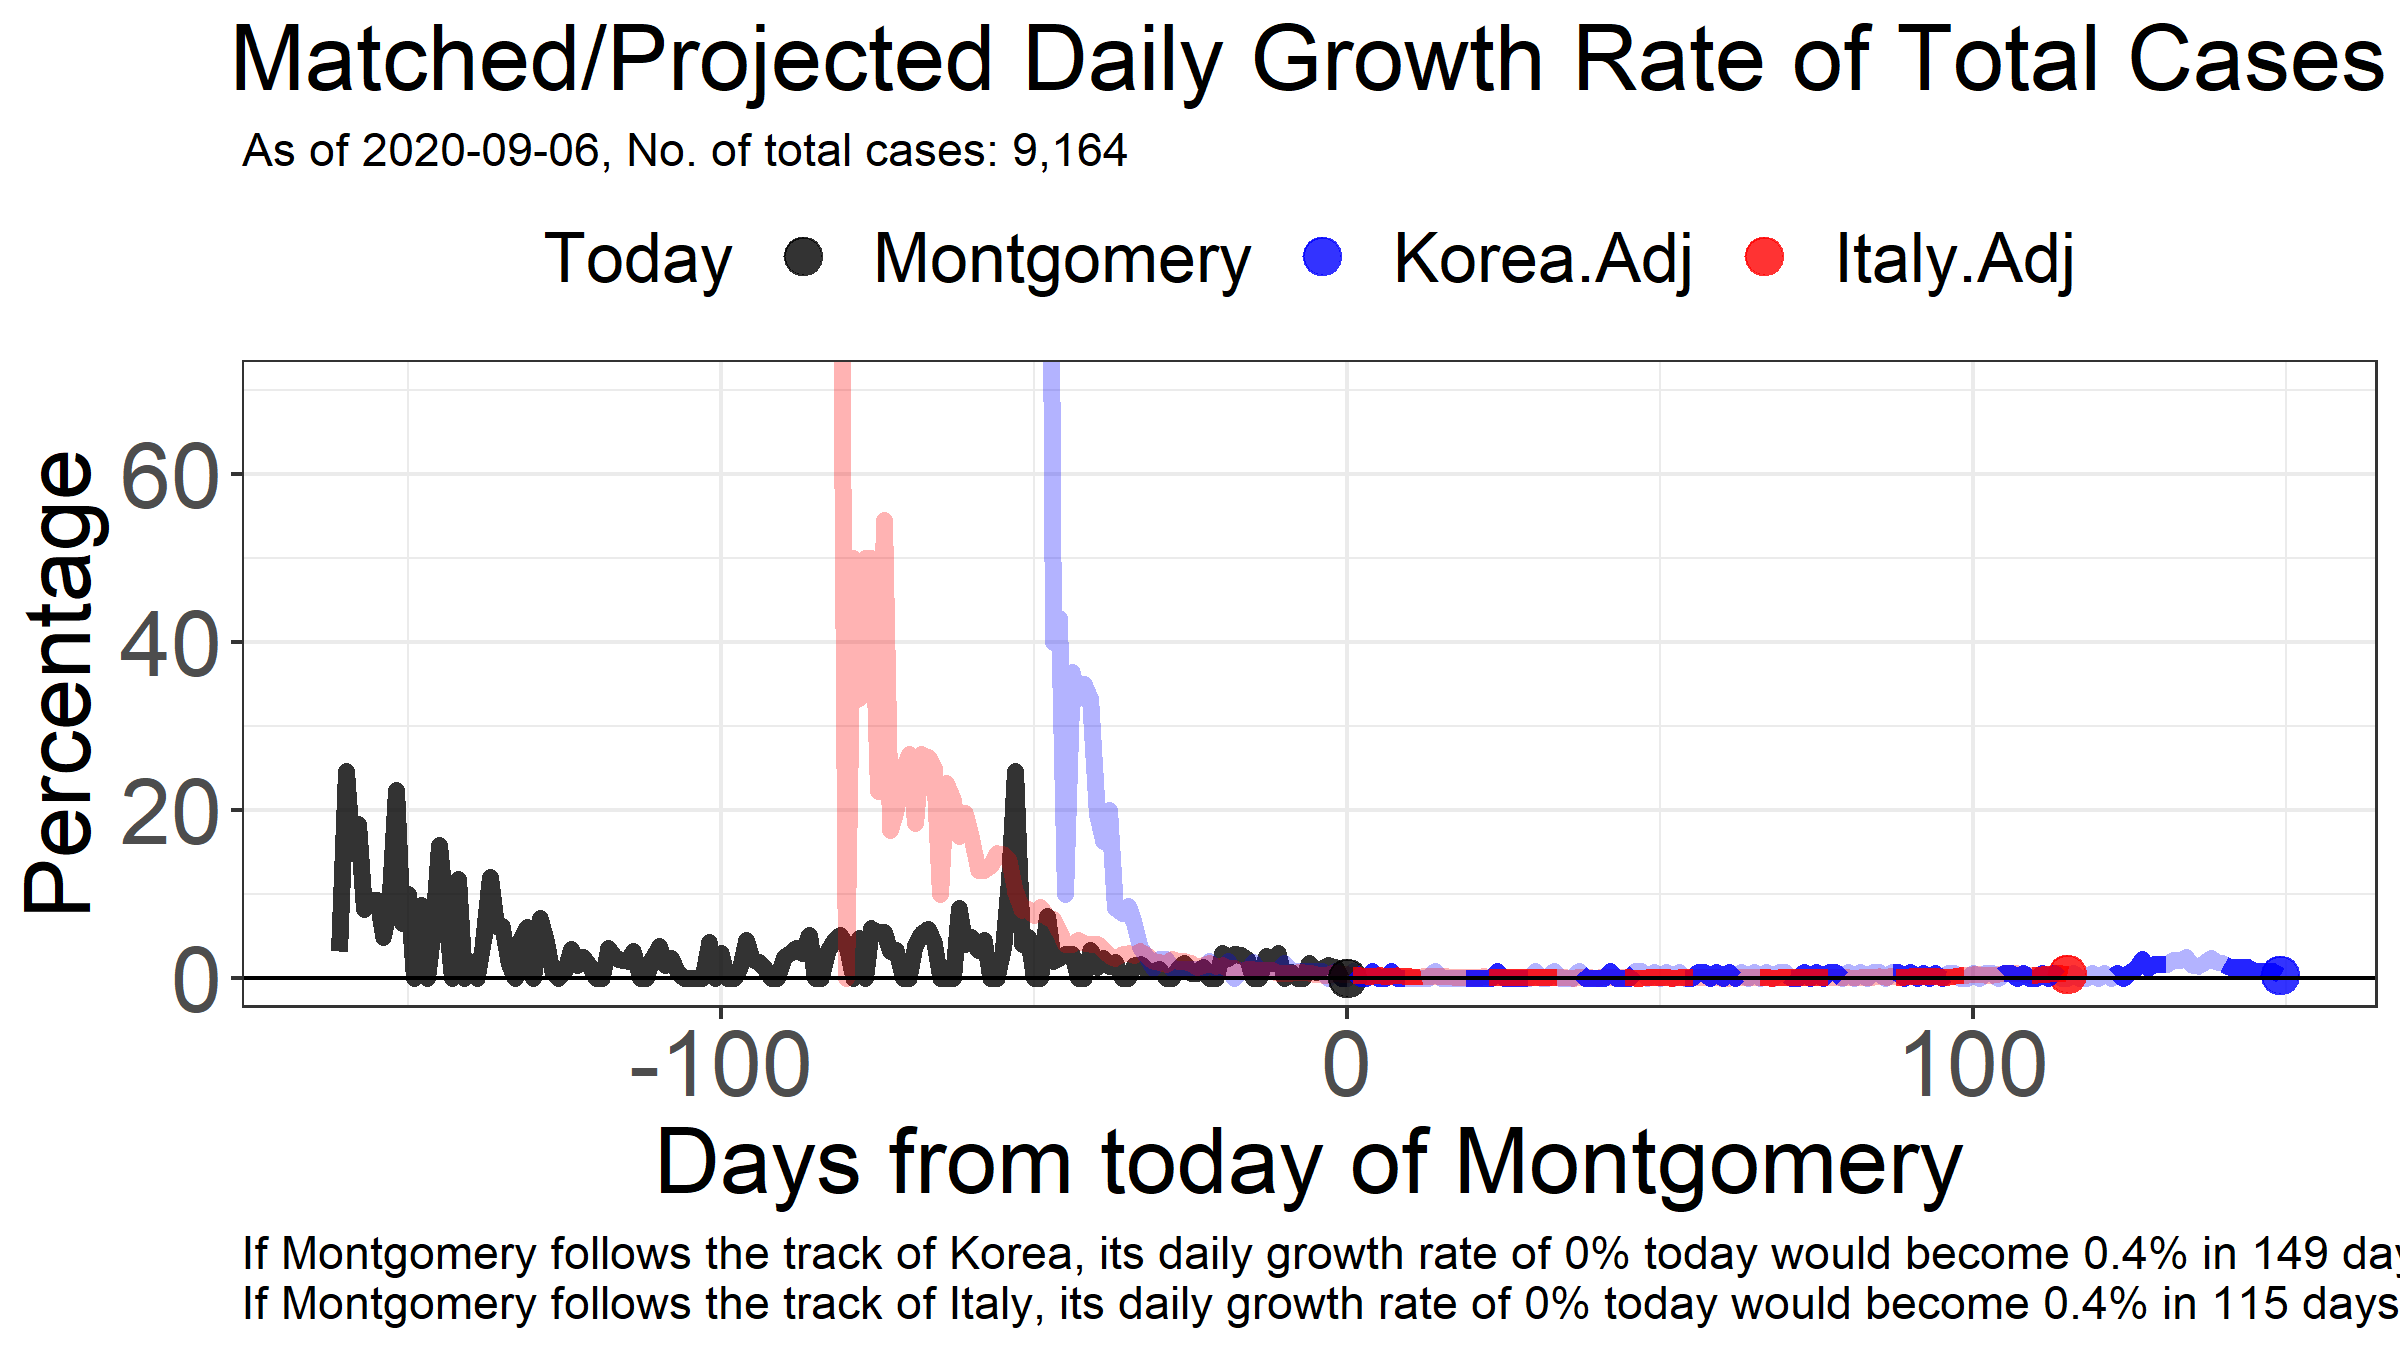 Matched/Projected Daily Growth Rate of Total Cases
As of 2020-09-06, No. of total cases: 9,164
Today Montgomery Korea.Adj Italy.Adj
Percentage
60
40
20
0
-100 0 100
Days from today of Montgomery
If Montgomery follows the track of Korea, its daily growth rate of 0% today would become 0.4% in 149
If Montgomery follows the track of Italy, its daily growth rate of 0% today would become 0.4% in 115 days